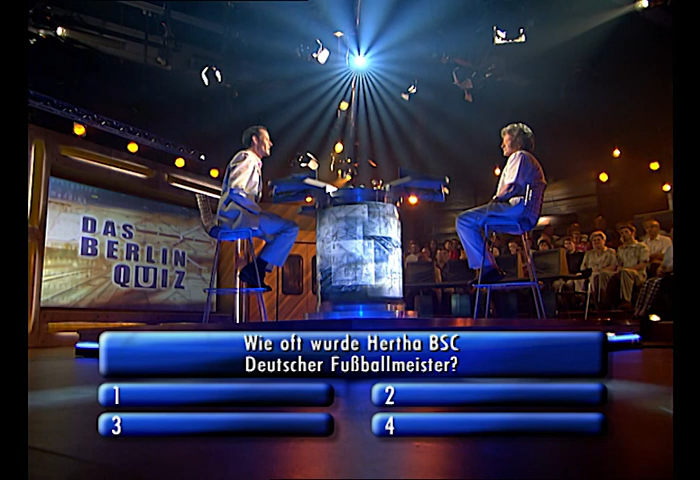 DAS
BERLIN
QUIZ
Wie oft wurde Hertha BSC
Deutscher Fußballmeister?
1
2
3
4